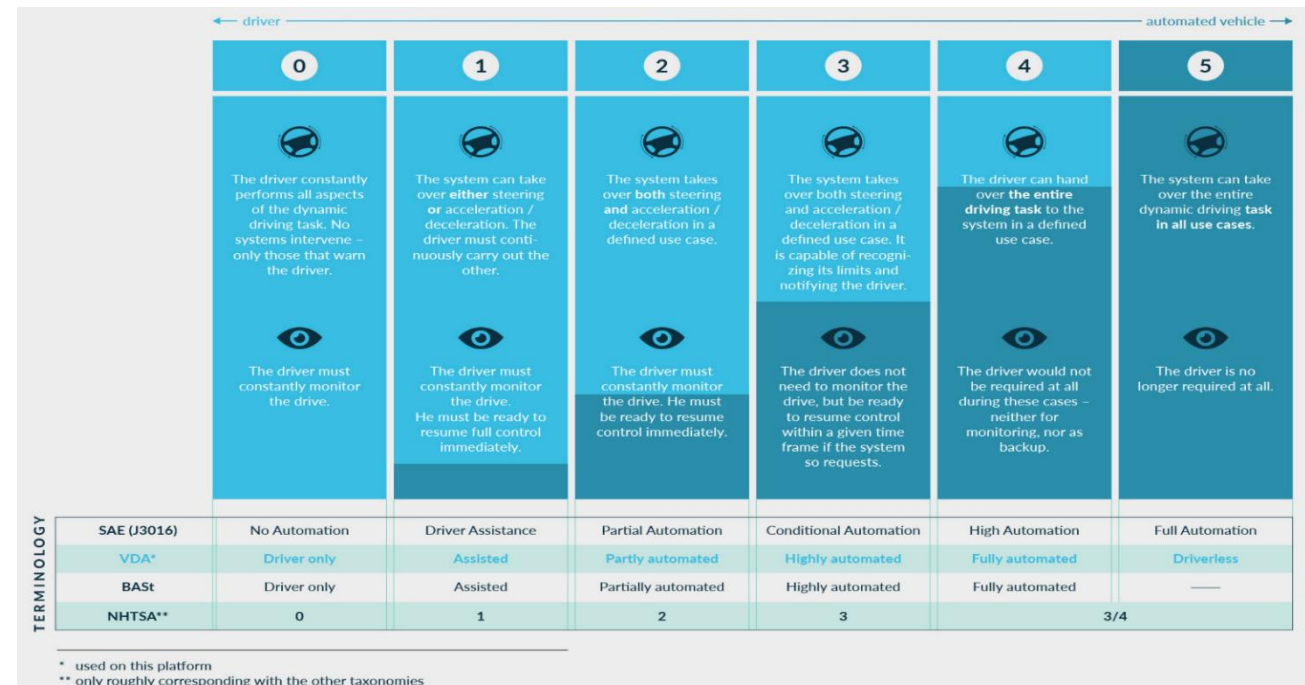 ← driver
automated vehicle →
0
1
2
3
4
5
The driver constantly
performs all aspects
of the dynamic
driving task. No
systems intervene –
only those that warn
the driver.
The system can take
over either steering
or acceleration /
deceleration. The
driver must conti-
nuously carry out the
other.
The system takes
over both steering
and acceleration /
deceleration in a
defined use case.
The system takes
over both steering
and acceleration /
deceleration in a
defined use case. It
is capable of recogni-
zing its limits and
notifying the driver.
The driver can hand
over the entire
driving task to the
system in a defined
use case.
The system can take
over the entire
dynamic driving task
in all use cases.
The driver must
constantly monitor
the drive.
The driver must
constantly monitor
the drive.
He must be ready to
resume full control
immediately.
The driver must
constantly monitor
the drive. He must
be ready to resume
control immediately.
The driver does not
need to monitor the
drive, but be ready
to resume control
within a given time
frame if the system
so requests.
The driver would not
be required at all
during these cases –
neither for
monitoring, nor as
backup.
The driver is no
longer required at all.
TERMINOLOGY
SAE (J3016) No Automation Driver Assistance Partial Automation Conditional Automation High Automation Full Automation
VDA* Driver only Assisted Partly automated Highly automated Fully automated Driverless
BASt Driver only Assisted Partially automated Highly automated Fully automated —
NHTSA** 0 1 2 3 3/4
* used on this platform
** only roughly corresponding with the other taxonomies